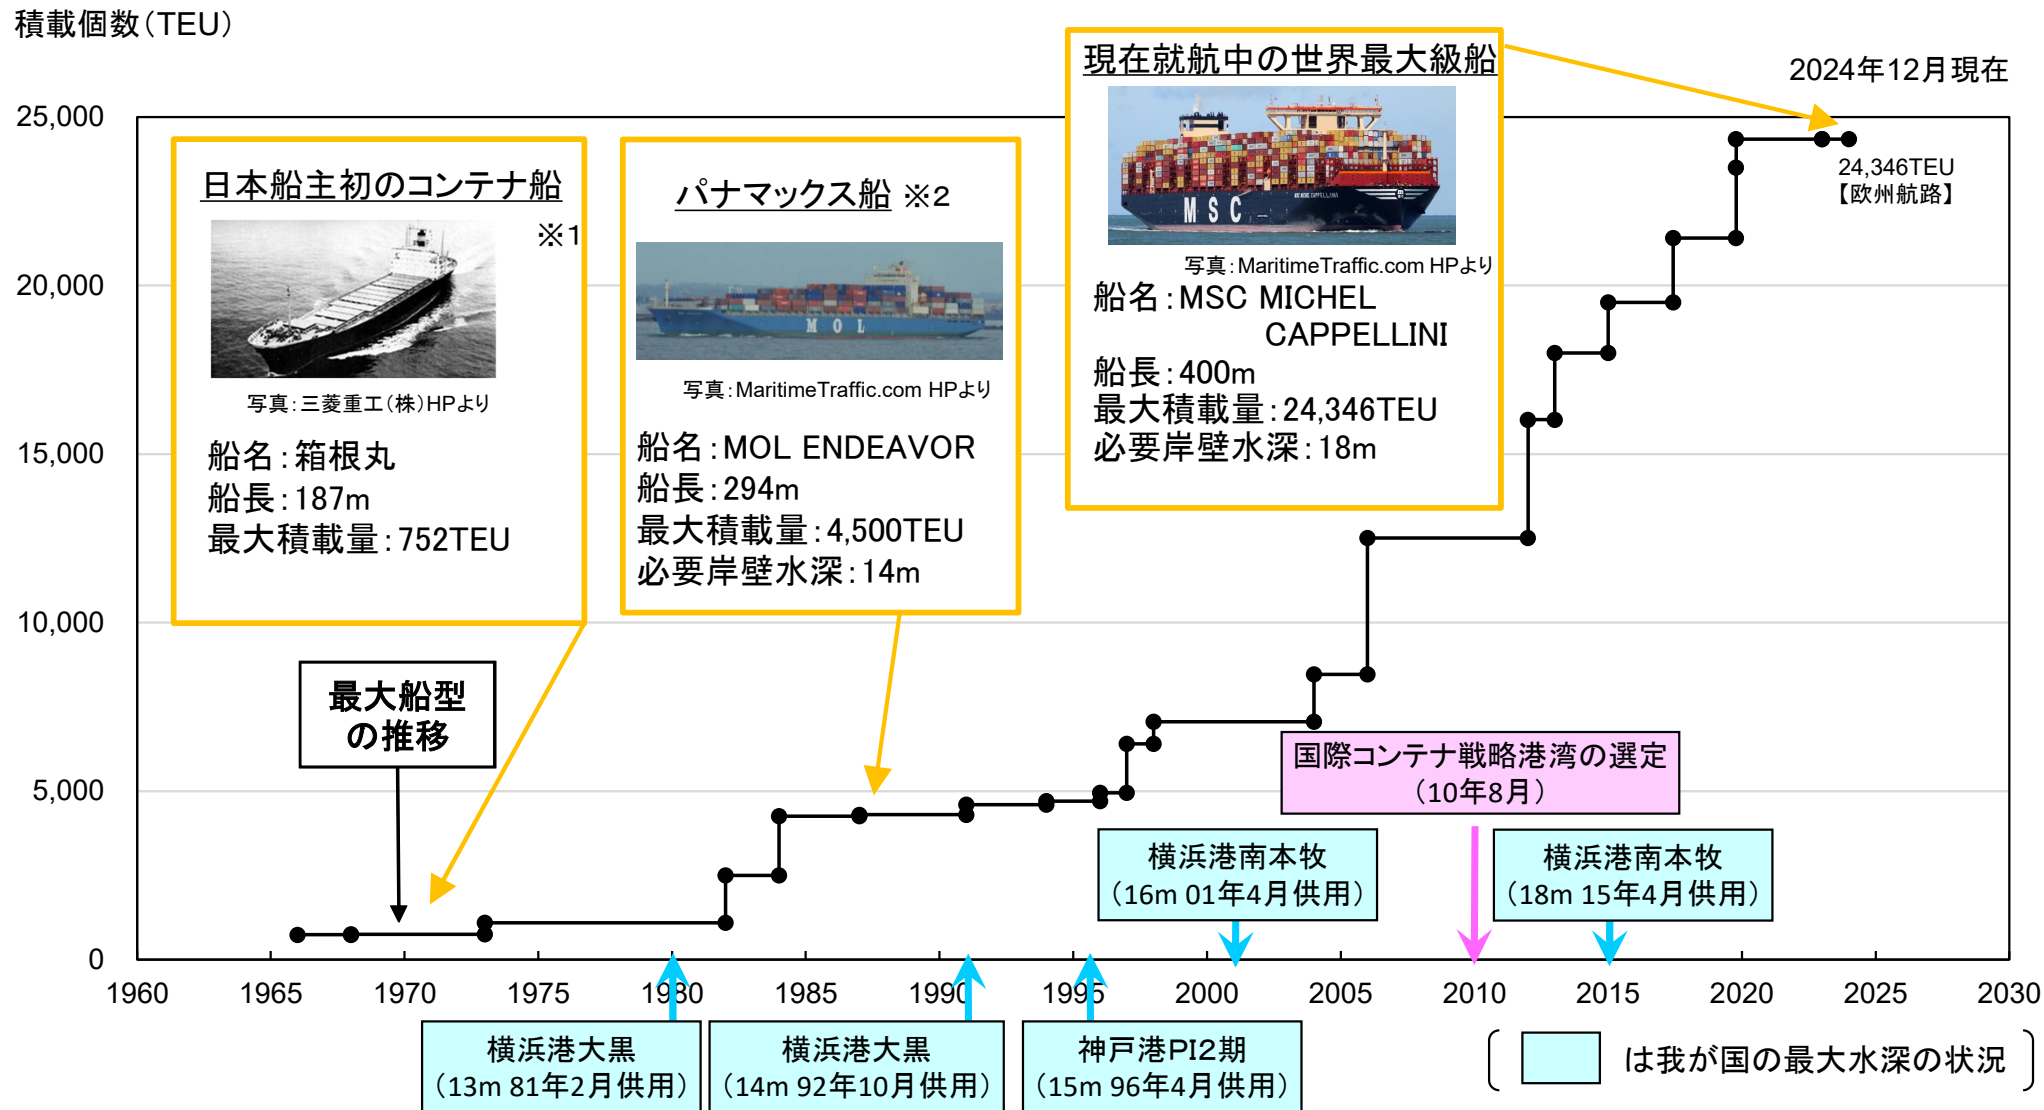 積載個数（TEU）
2024年12月現在
25,000
20,000
15,000
10,000
5,000
0
日本船主初のコンテナ船
※1
写真：三菱重工（株）HPより
船名：箱根丸
船長：187m
最大積載量：752TEU
パナマックス船 ※2
MOL
写真：MaritimeTraffic.com HPより
船名：MOL ENDEAVOR
船長：294m
最大積載量：4,500TEU
必要岸壁水深：14m
現在就航中の世界最大級船
MSC MICHEL CAPPELLINI
MSC
写真：MaritimeTraffic.com HPより
船名：MSC MICHEL
CAPPELLINI
船長：400m
最大積載量：24,346TEU
必要岸壁水深：18m
24,346TEU
【欧州航路】
最大船型
の推移
国際コンテナ戦略港湾の選定
（10年8月）
横浜港南本牧
（16m 01年4月供用）
横浜港南本牧
（18m 15年4月供用）
1960 1965 1970 1975 1980 1985 1990 1995 2000 2005 2010 2015 2020 2025 2030
横浜港大黒
（13m 81年2月供用）
横浜港大黒
（14m 92年10月供用）
神戸港PI2期
（15m 96年4月供用）
は我が国の最大水深の状況